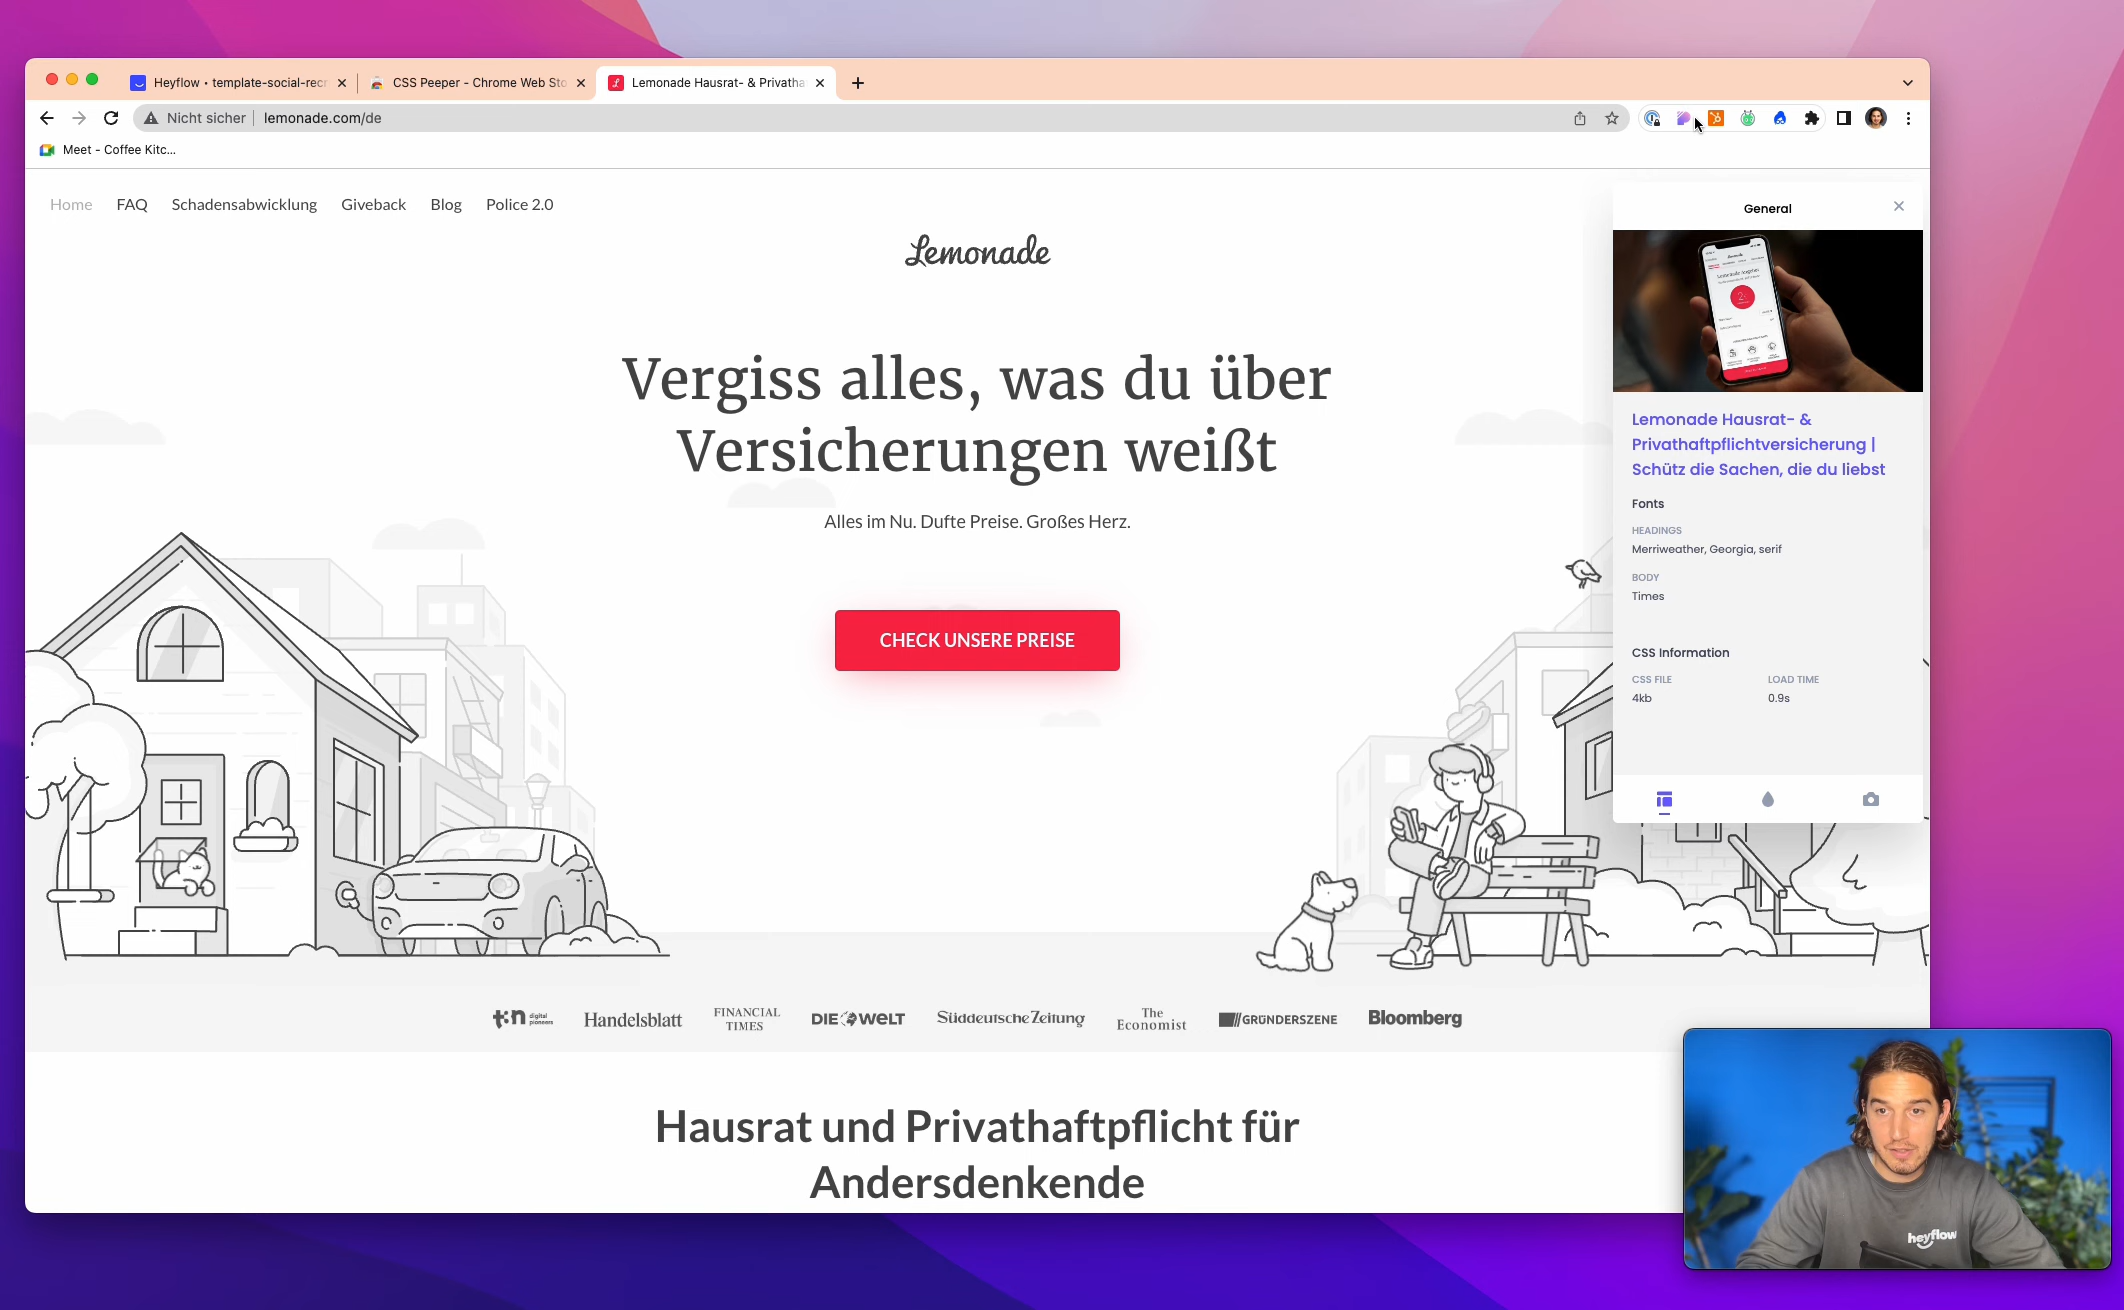 Heyflow • template-social-recr
CSS Peeper - Chrome Web Sto
Lemonade Hausrat- & Privatha
Nicht sicher
lemonade.com/de
Meet - Coffee Kitc...
Home
FAQ
Schadensabwicklung
Giveback
Blog
Police 2.0
Lemonade
Vergiss alles, was du über
Versicherungen weißt
Alles im Nu. Dufte Preise. Großes Herz.
CHECK UNSERE PREISE
General
Lemonade Hausrat- &
Privathaftpflichtversicherung |
Schütz die Sachen, die du liebst
Fonts
HEADINGS
Merriweather, Georgia, serif
BODY
Times
CSS Information
CSS FILE
LOAD TIME
4kb
0.9s
t3n digital
pioneers
Handelsblatt
FINANCIAL
TIMES
DIE WELT
Süddeutsche Zeitung
The
Economist
GRÜNDERSZENE
Bloomberg
Hausrat und Privathaftpflicht für
Andersdenkende
heyflow